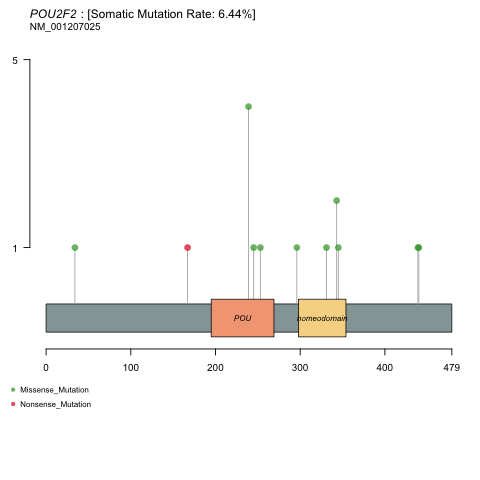 POU2F2 : [Somatic Mutation Rate: 6.44%]
NM_001207025
5
1
POU
homeodomain
0 100 200 300 400 479
Missense_Mutation
Nonsense_Mutation